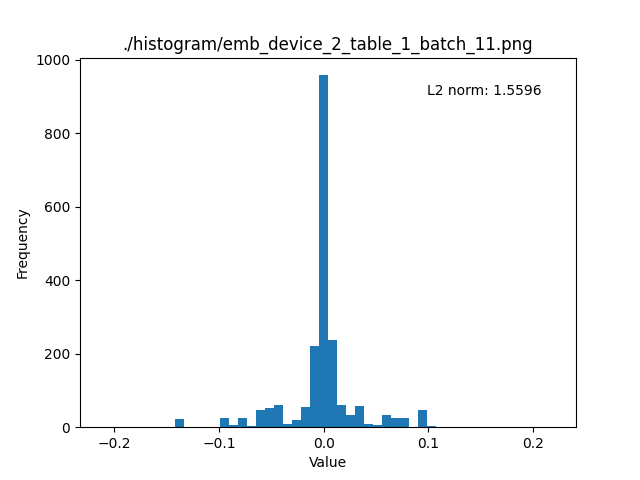 ./histogram/emb_device_2_table_1_batch_11.png
L2 norm: 1.5596
Frequency
1000
800
600
400
200
0
−0.2 −0.1 0.0 0.1 0.2
Value